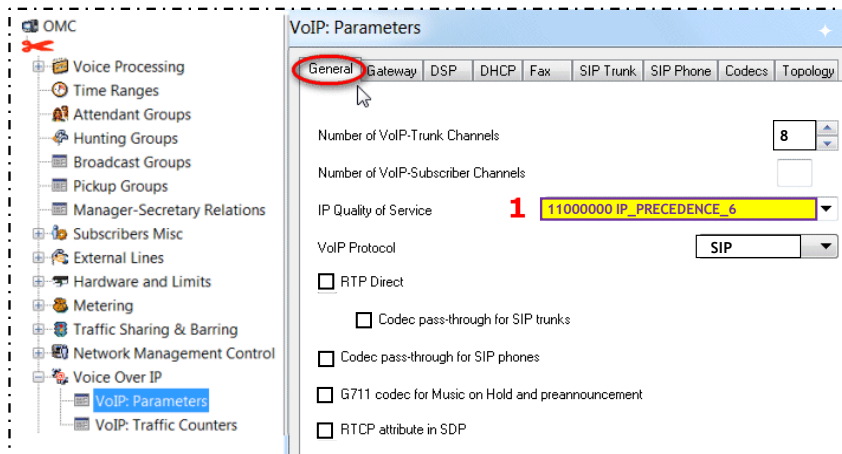 OMC
Voice Processing
Time Ranges
Attendant Groups
Hunting Groups
Broadcast Groups
Pickup Groups
Manager-Secretary Relations
Subscribers Misc
External Lines
Hardware and Limits
Metering
Traffic Sharing & Barring
Network Management Control
Voice Over IP
VoIP: Parameters
VoIP: Traffic Counters
VoIP: Parameters
General Gateway DSP DHCP Fax SIP Trunk SIP Phone Codecs Topology
Number of VoIP-Trunk Channels 8
Number of VoIP-Subscriber Channels
IP Quality of Service 1 11000000 IP_PRECEDENCE_6
VoIP Protocol SIP
RTP Direct
Codec pass-through for SIP trunks
Codec pass-through for SIP phones
G711 codec for Music on Hold and preannouncement
RTCP attribute in SDP